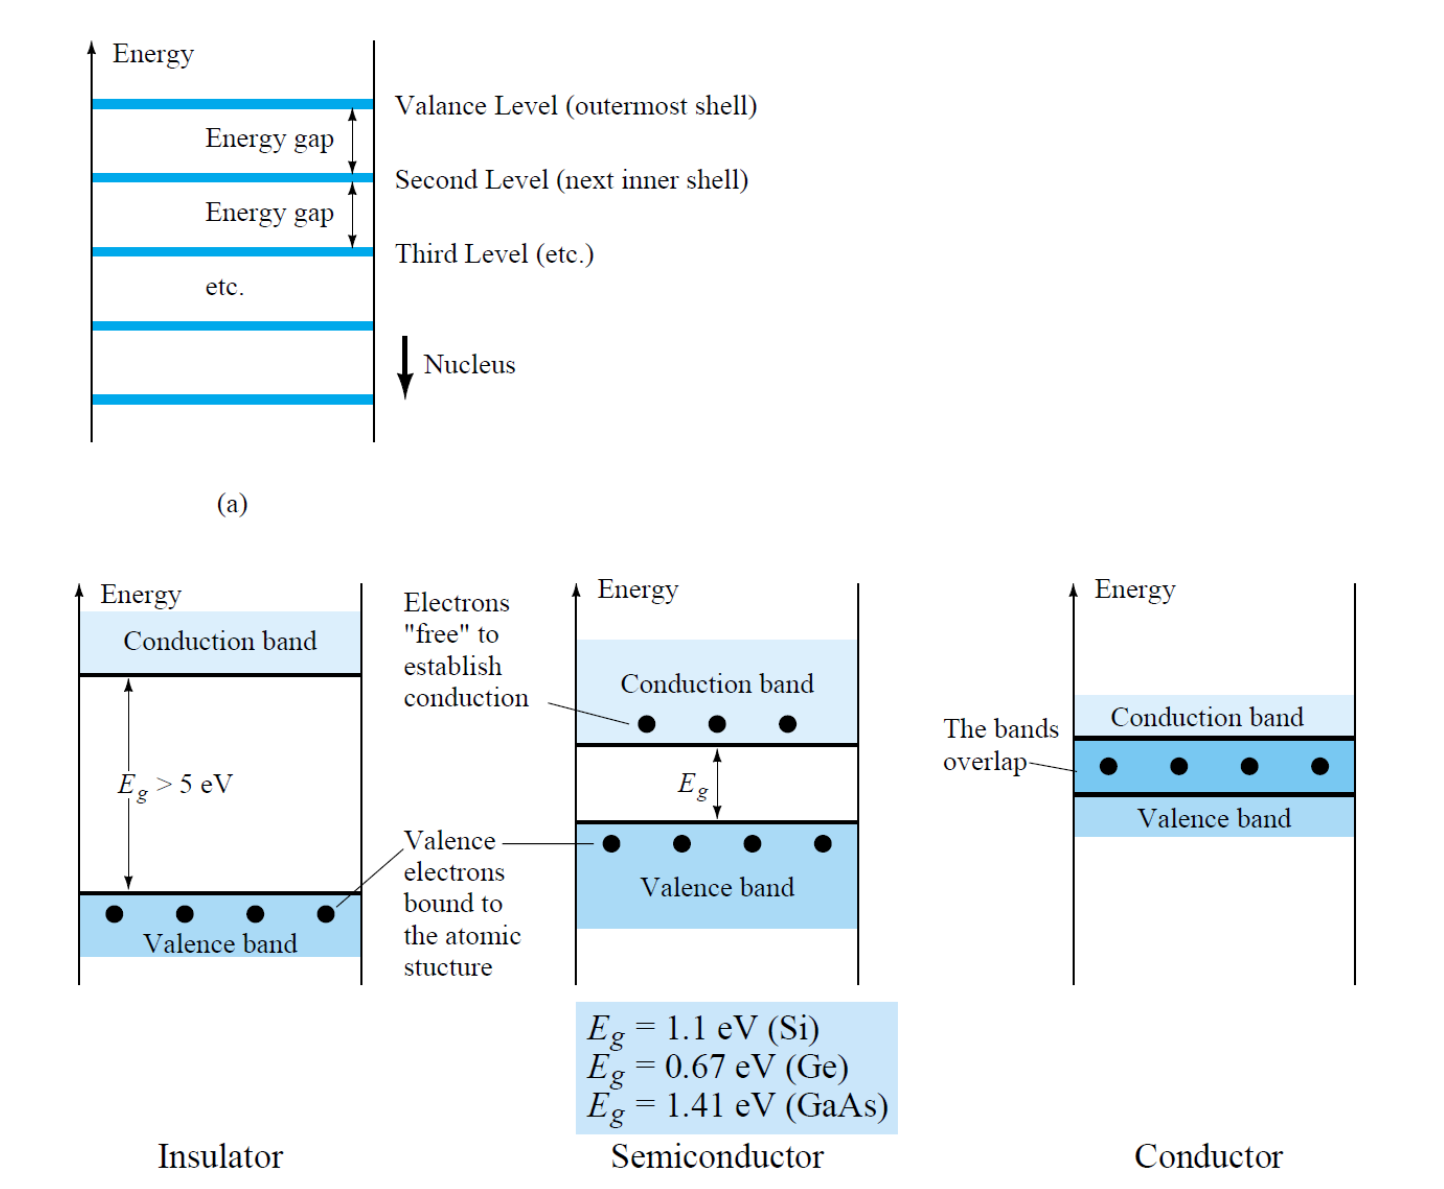 Energy
Valance Level (outermost shell)
Energy gap
Second Level (next inner shell)
Energy gap
Third Level (etc.)
etc.
Nucleus
(a)
Energy
Conduction band
E_g > 5 eV
Valence band
Electrons
"free" to
establish
conduction
Valence
electrons
bound to
the atomic
stucture
Energy
Conduction band
E_g
Valence band
E_g = 1.1 eV (Si)
E_g = 0.67 eV (Ge)
E_g = 1.41 eV (GaAs)
Energy
Conduction band
The bands
overlap
Valence band
Insulator
Semiconductor
Conductor